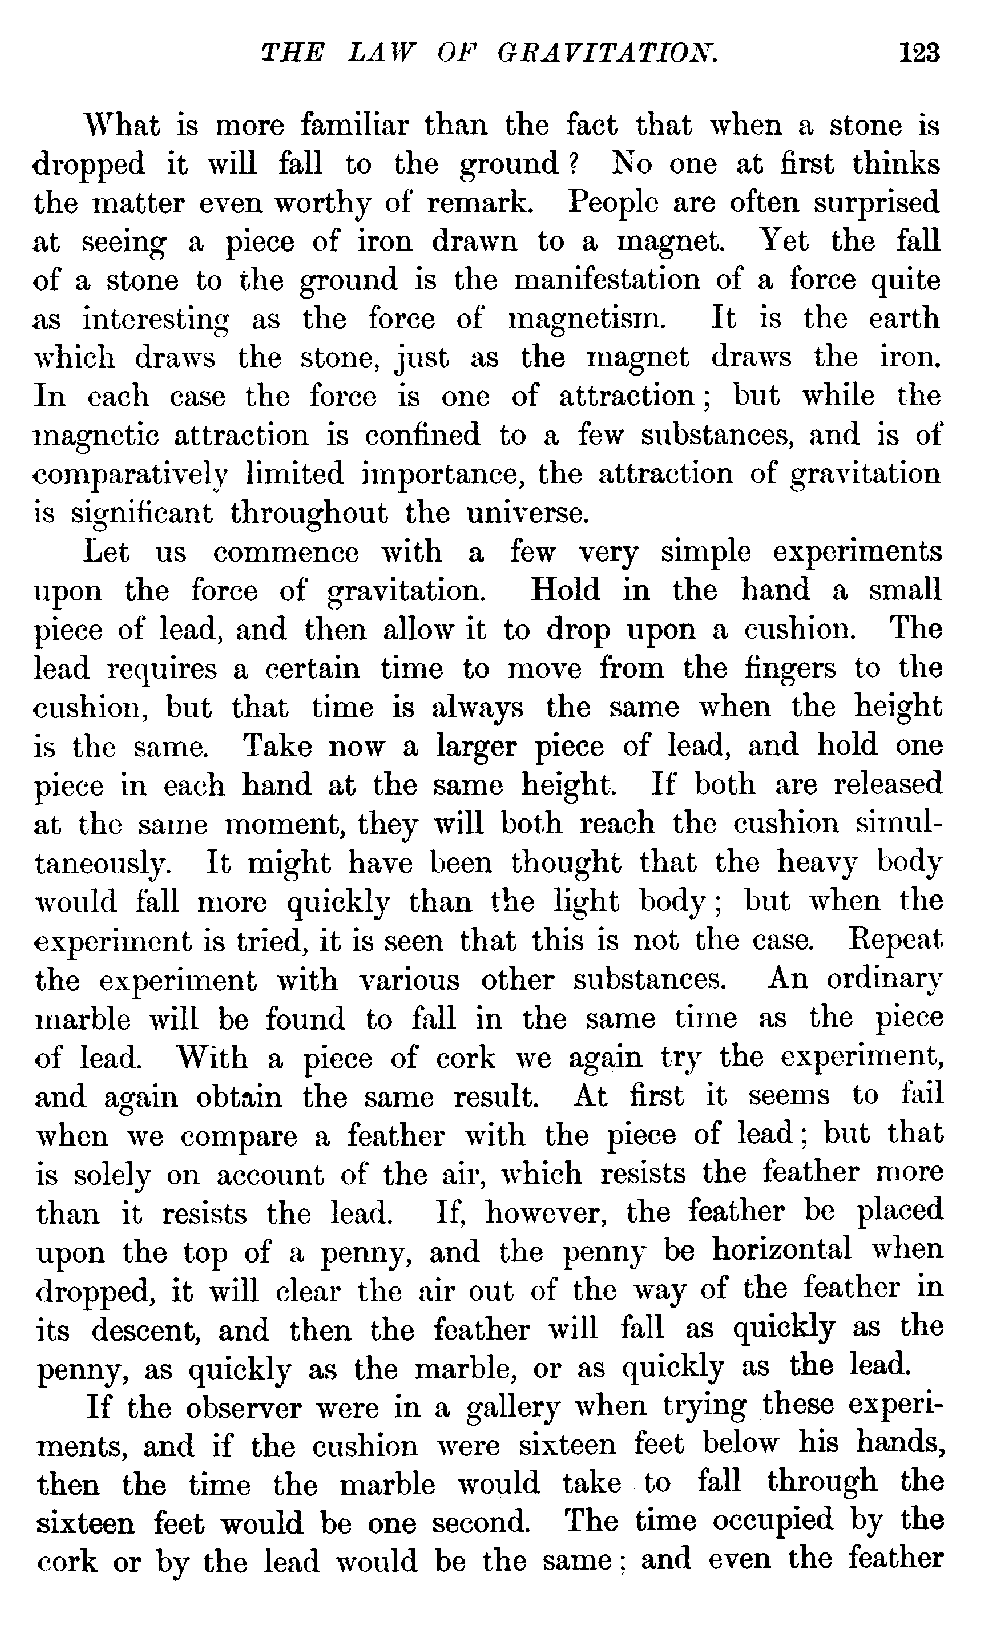 THE LAW OF GRAVITATION. 123
What is more familiar than the fact that when a stone is
dropped it will fall to the ground? No one at first thinks
the matter even worthy of remark. People are often surprised
at seeing a piece of iron drawn to a magnet. Yet the fall
of a stone to the ground is the manifestation of a force quite
as interesting as the force of magnetism. It is the earth
which draws the stone, just as the magnet draws the iron.
In each case the force is one of attraction; but while the
magnetic attraction is confined to a few substances, and is of
comparatively limited importance, the attraction of gravitation
is significant throughout the universe.
Let us commence with a few very simple experiments
upon the force of gravitation. Hold in the hand a small
piece of lead, and then allow it to drop upon a cushion. The
lead requires a certain time to move from the fingers to the
cushion, but that time is always the same when the height
is the same. Take now a larger piece of lead, and hold one
piece in each hand at the same height. If both are released
at the same moment, they will both reach the cushion simul-
taneously. It might have been thought that the heavy body
would fall more quickly than the light body; but when the
experiment is tried, it is seen that this is not the case. Repeat
the experiment with various other substances. An ordinary
marble will be found to fall in the same time as the piece
of lead. With a piece of cork we again try the experiment,
and again obtain the same result. At first it seems to fail
when we compare a feather with the piece of lead; but that
is solely on account of the air, which resists the feather more
than it resists the lead. If, however, the feather be placed
upon the top of a penny, and the penny be horizontal when
dropped, it will clear the air out of the way of the feather in
its descent, and then the feather will fall as quickly as the
penny, as quickly as the marble, or as quickly as the lead.
If the observer were in a gallery when trying these experi-
ments, and if the cushion were sixteen feet below his hands,
then the time the marble would take to fall through the
sixteen feet would be one second. The time occupied by the
cork or by the lead would be the same; and even the feather